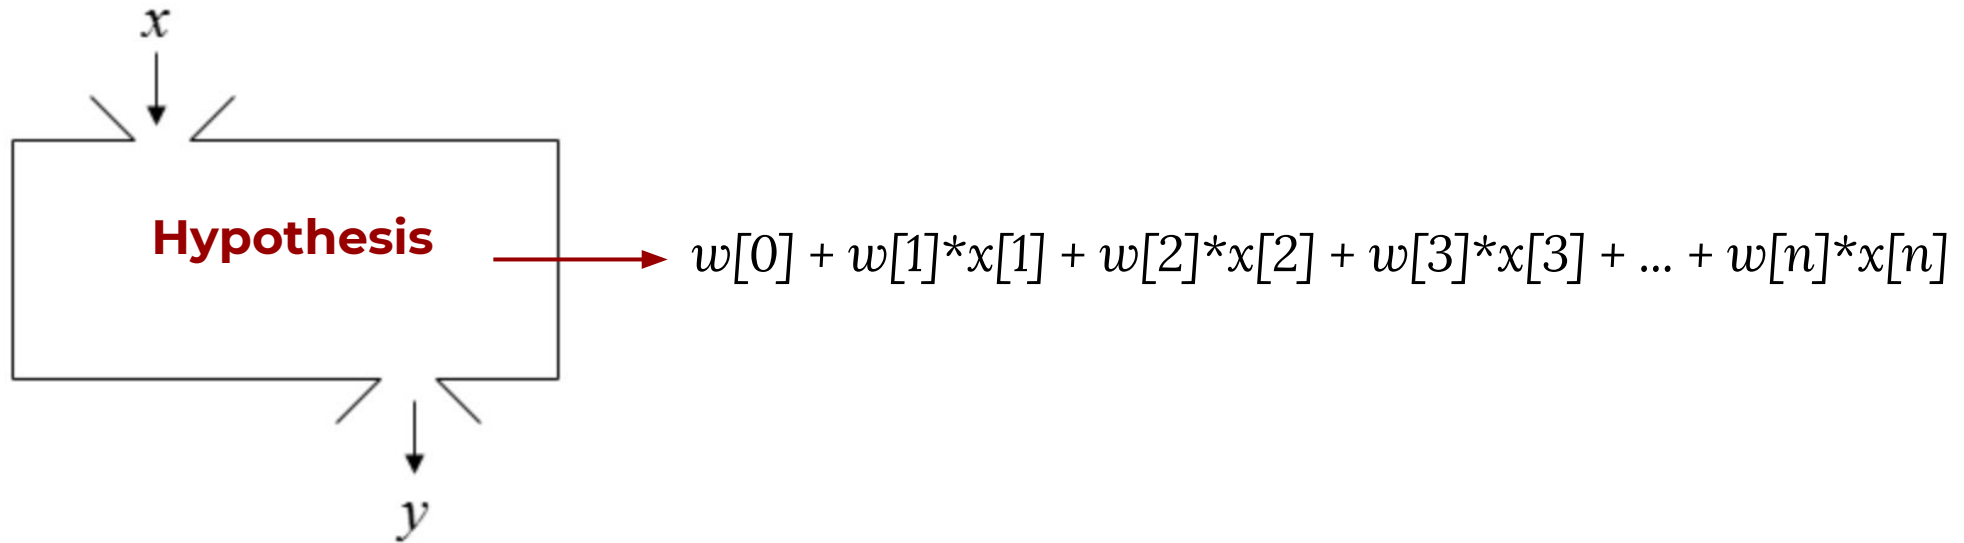 x
Hypothesis
w[0] + w[1]*x[1] + w[2]*x[2] + w[3]*x[3] + ... + w[n]*x[n]
y